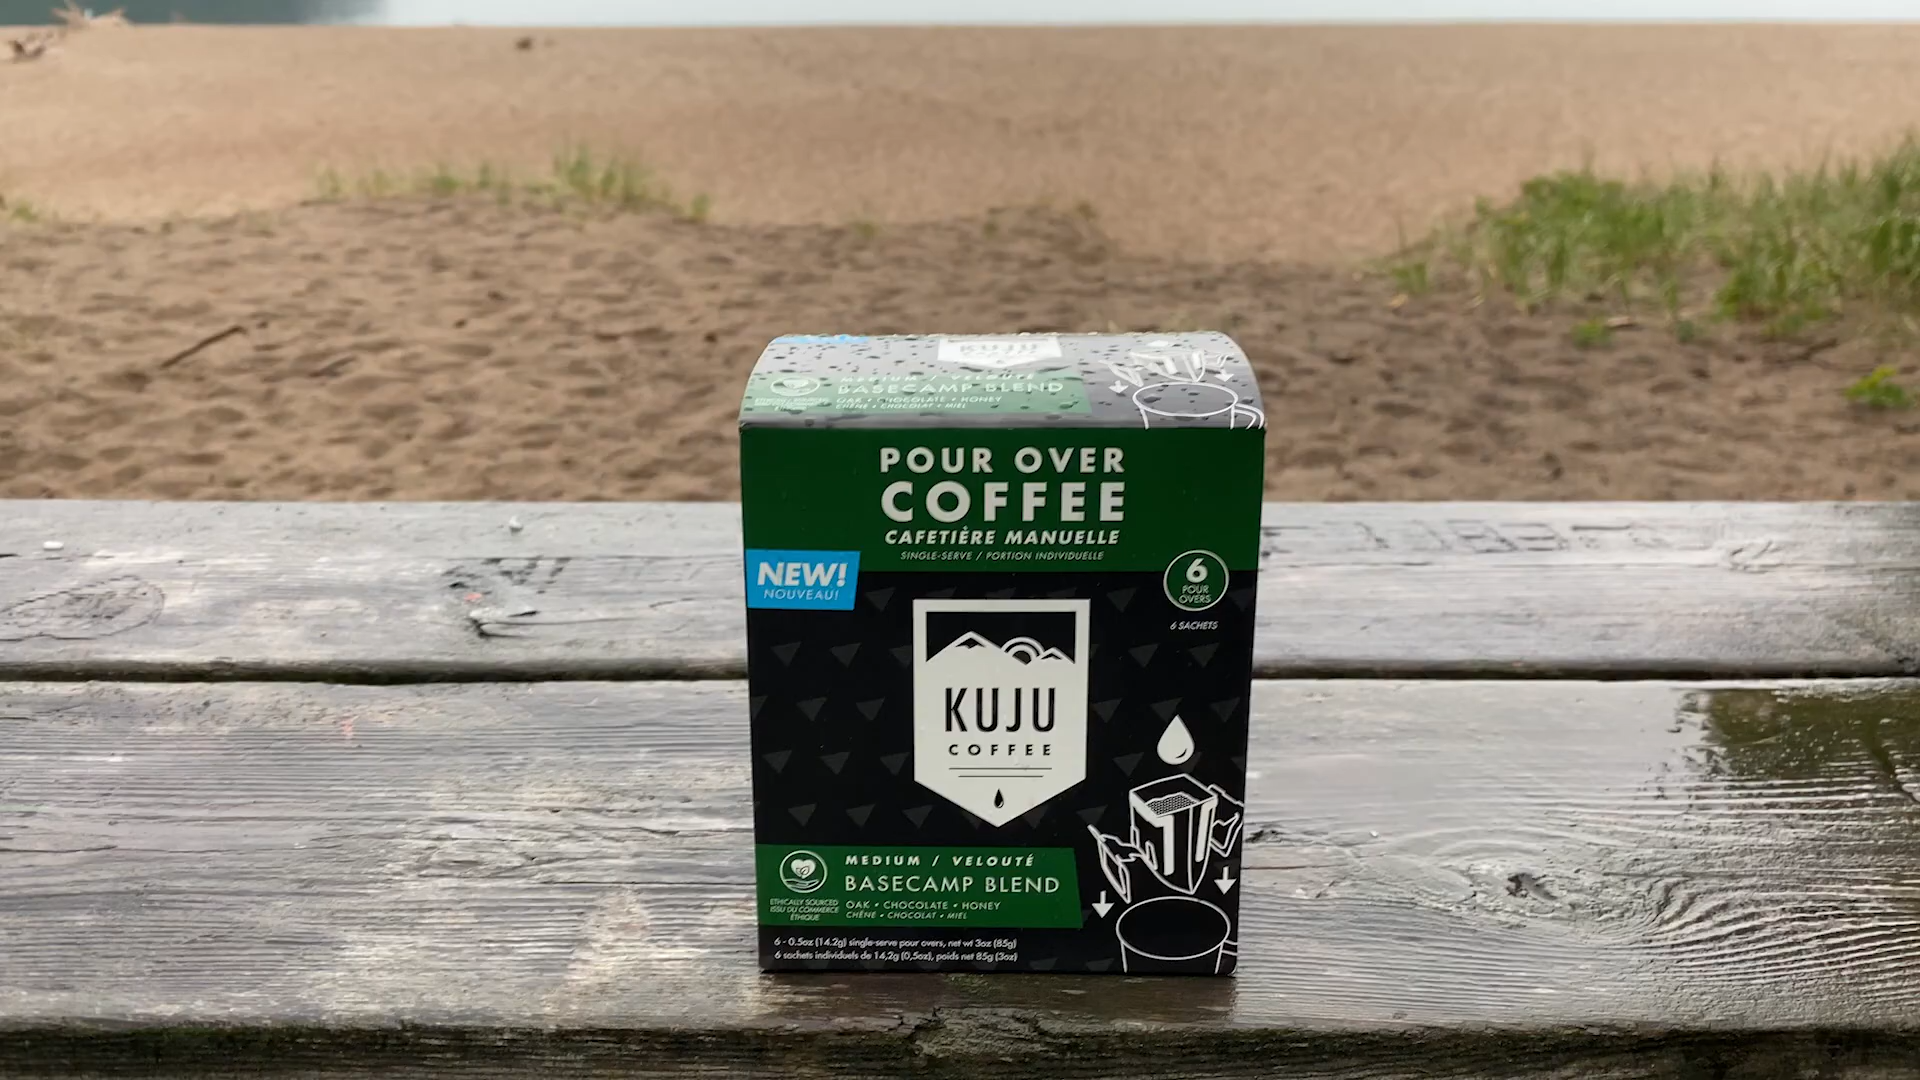 KUJU
MEDIUM / VELOUTÉ
BASECAMP BLEND
OAK • CHOCOLATE • HONEY
CHÊNE • CHOCOLAT • MIEL
POUR OVER
COFFEE
CAFETIÈRE MANUELLE
SINGLE-SERVE / PORTION INDIVIDUELLE
NEW!
NOUVEAU!
6
POUR
OVERS
6 SACHETS
KUJU
COFFEE
MEDIUM / VELOUTÉ
BASECAMP BLEND
ETHICALLY SOURCED
ISSU DU COMMERCE
ÉTHIQUE
OAK • CHOCOLATE • HONEY
CHÊNE • CHOCOLAT • MIEL
6 - 0.5oz (14.2g) single-serve pour overs, net wt 3oz (85g)
6 sachets individuels de 14,2g (0,5oz), poids net 85g (3oz)